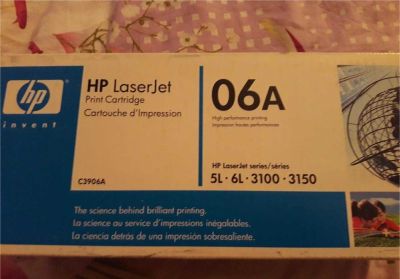 hp
invent
HP LaserJet
Print Cartridge
Cartouche d'Impression
C3906A
06A
High performance printing
Impression hautes performances
HP LaserJet series/séries
5L · 6L · 3100 · 3150
The science behind brilliant printing.
La science au service d'impressions inégalables.
La ciencia detrás de una impresión sobresaliente.